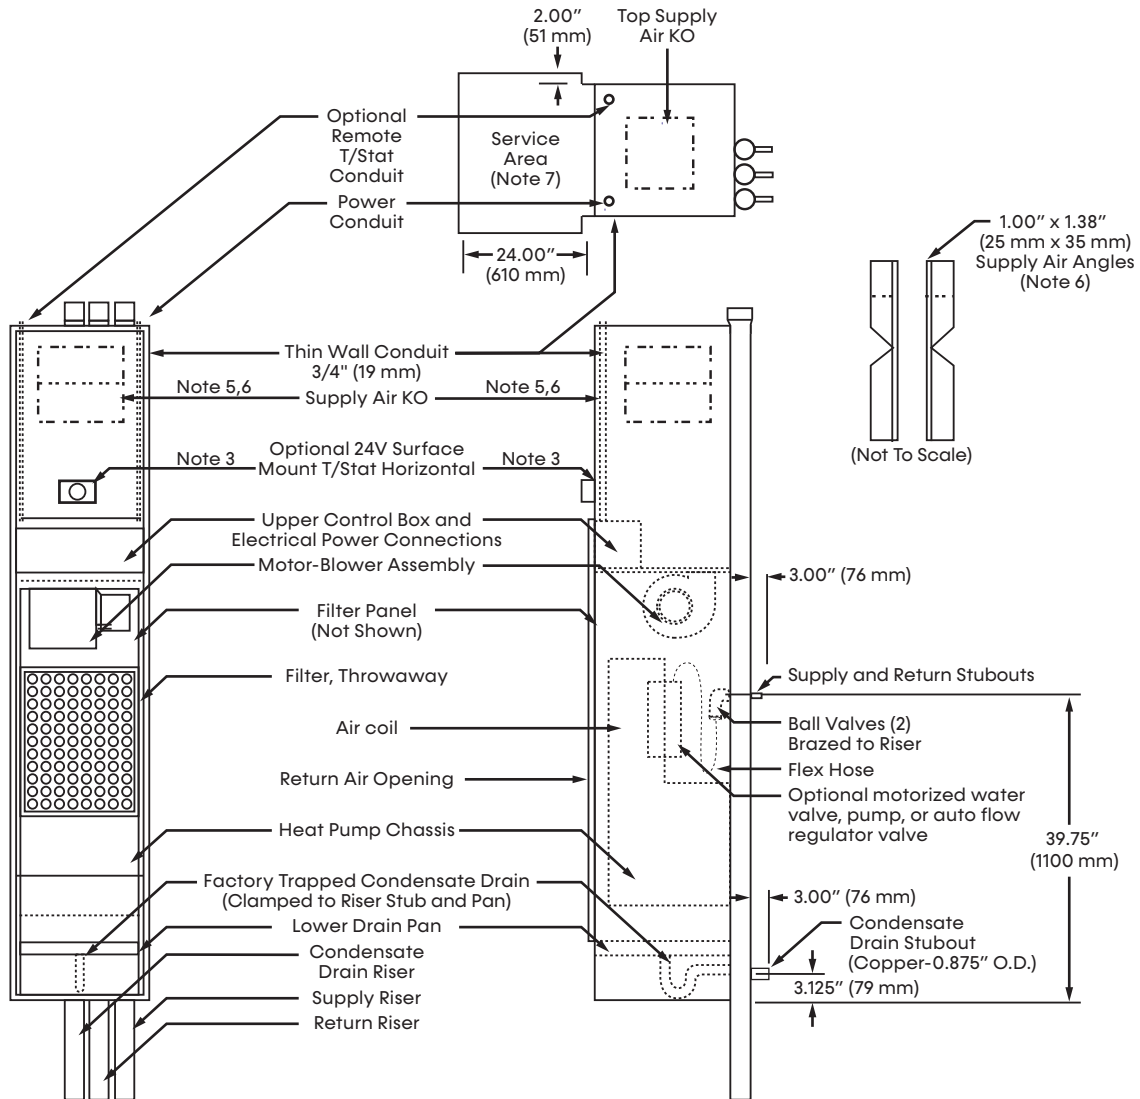 2.00″
(51 mm)
Top Supply
Air KO
Optional
Remote
T/Stat
Conduit
Service
Area
(Note 7)
Power
Conduit
24.00″
(610 mm)
1.00″ x 1.38″
(25 mm x 35 mm)
Supply Air Angles
(Note 6)
Thin Wall Conduit
3/4" (19 mm)
Note 5,6
Supply Air KO
Note 5,6
(Not To Scale)
Note 3
Optional 24V Surface
Mount T/Stat Horizontal
Note 3
Upper Control Box and
Electrical Power Connections
Motor-Blower Assembly
3.00″ (76 mm)
Filter Panel
(Not Shown)
Filter, Throwaway
Supply and Return Stubouts
Air coil
Ball Valves (2)
Brazed to Riser
Return Air Opening
Flex Hose
Optional motorized water
valve, pump, or auto flow
regulator valve
Heat Pump Chassis
39.75″
(1100 mm)
Factory Trapped Condensate Drain
(Clamped to Riser Stub and Pan)
3.00″ (76 mm)
Lower Drain Pan
Condensate
Drain Stubout
(Copper-0.875″ O.D.)
Condensate
Drain Riser
3.125″ (79 mm)
Supply Riser
Return Riser